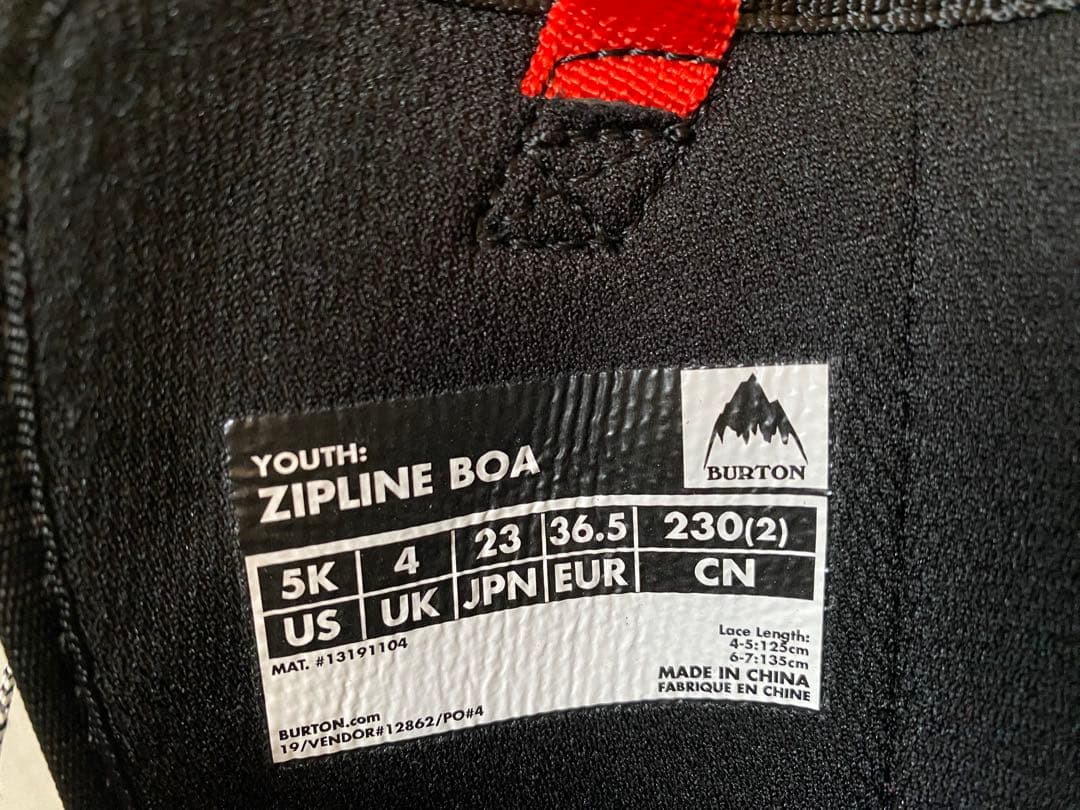 YOUTH:
ZIPLINE BOA
BURTON
5K 4 23 36.5 230(2)
US UK JPN EUR CN
MAT. #13191104
Lace Length:
4-5:125cm
6-7:135cm
MADE IN CHINA
FABRIQUE EN CHINE
BURTON.com
19/VENDOR#12862/PO#4